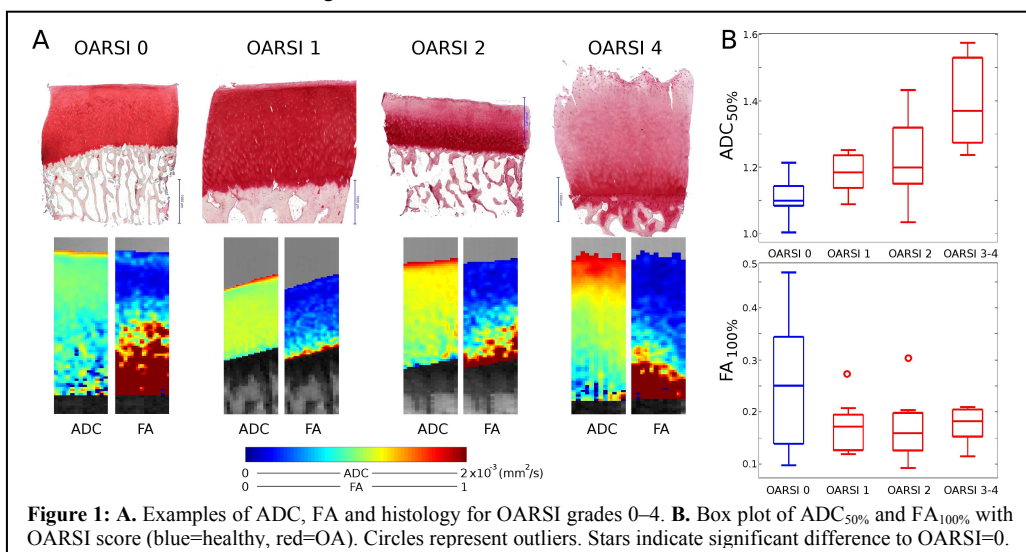 A
OARSI 0
OARSI 1
OARSI 2
OARSI 4
ADC
FA
ADC
FA
ADC
FA
ADC
FA
0 ADC 2 x10-3(mm²/s)
0 FA 1
B
ADC50%
1.6
1.4
1.2
1.0
OARSI 0
OARSI 1
OARSI 2
OARSI 3-4
FA100%
0.5
0.3
0.2
0.1
OARSI 0
OARSI 1
OARSI 2
OARSI 3-4
Figure 1: A. Examples of ADC, FA and histology for OARSI grades 0–4. B. Box plot of ADC50% and FA100% with
OARSI score (blue=healthy, red=OA). Circles represent outliers. Stars indicate significant difference to OARSI=0.